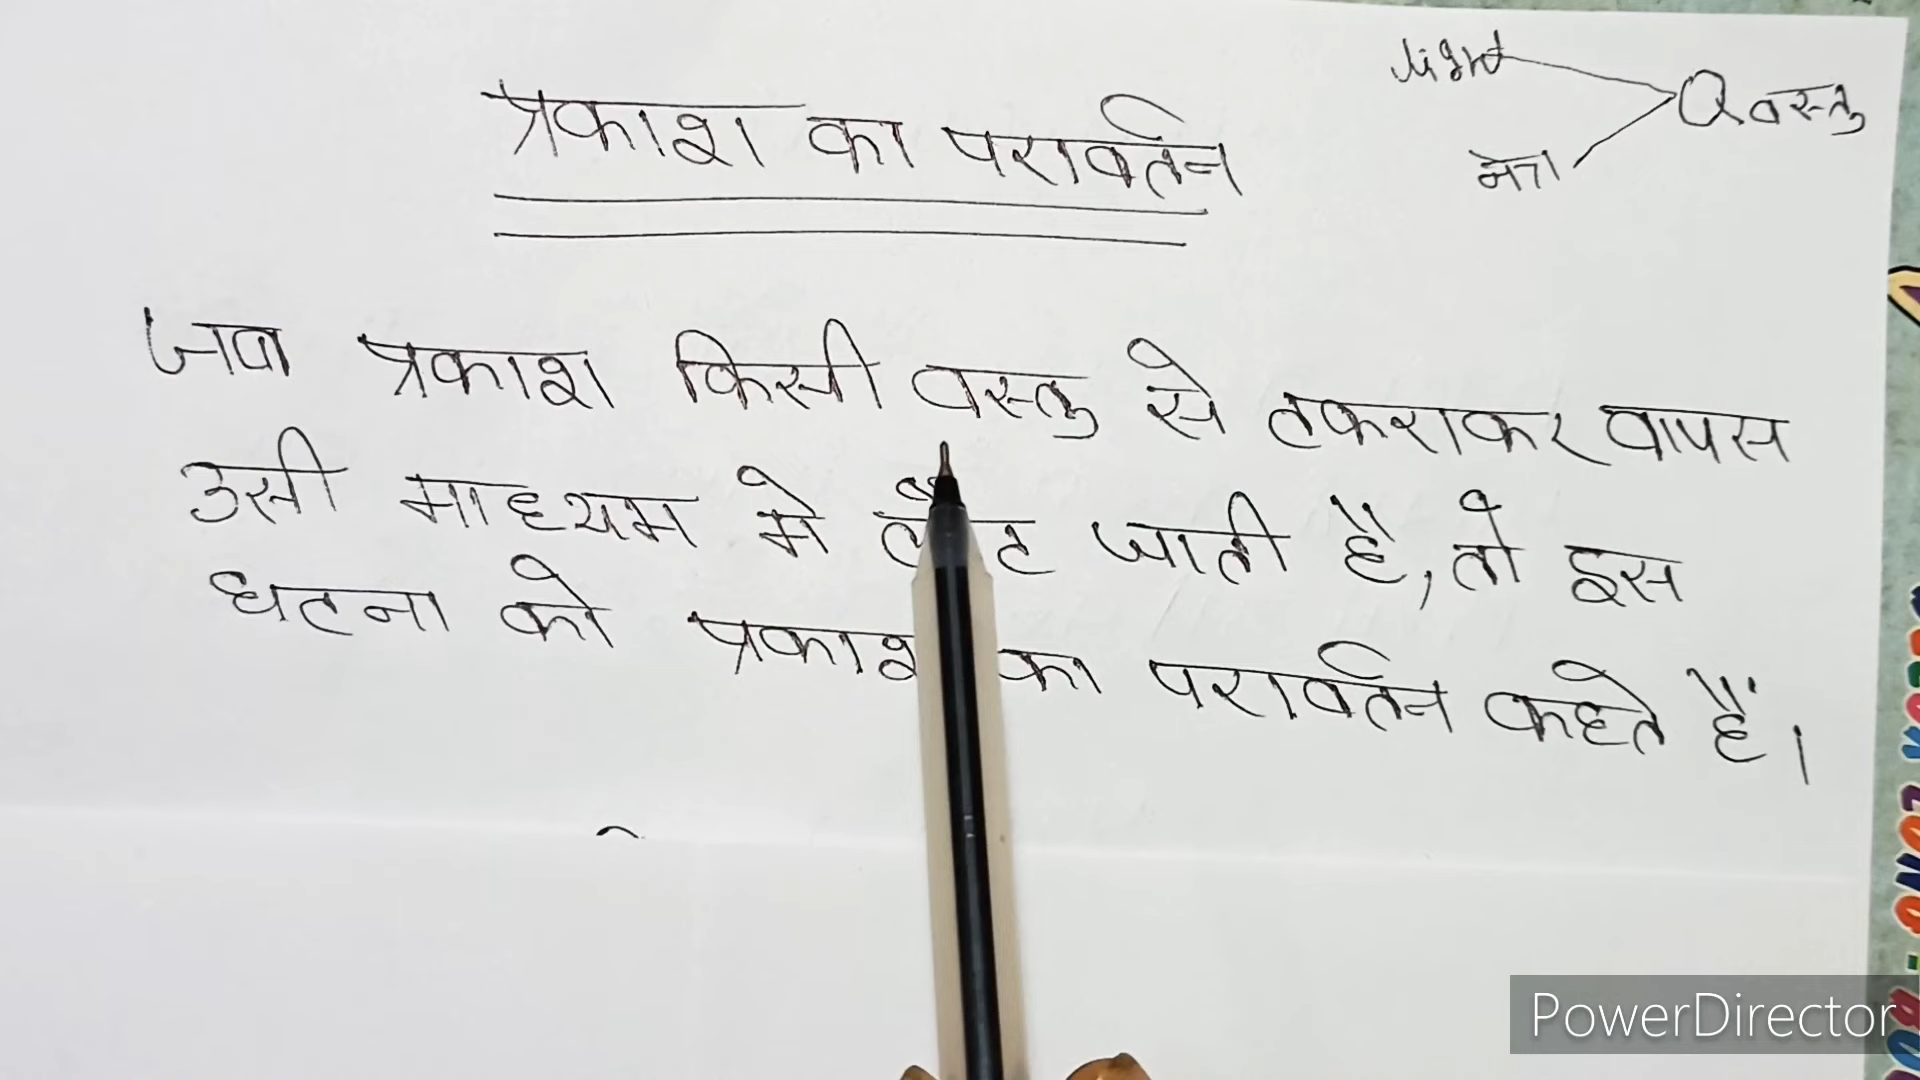 light
वस्तु
नेत्र
प्रकाश का परावर्तन
जब प्रकाश किसी वस्तु से टकराकर वापस
उसी माध्यम में लौट जाती है, तो इस
घटना को प्रकाश का परावर्तन कहते हैं।
PowerDirector